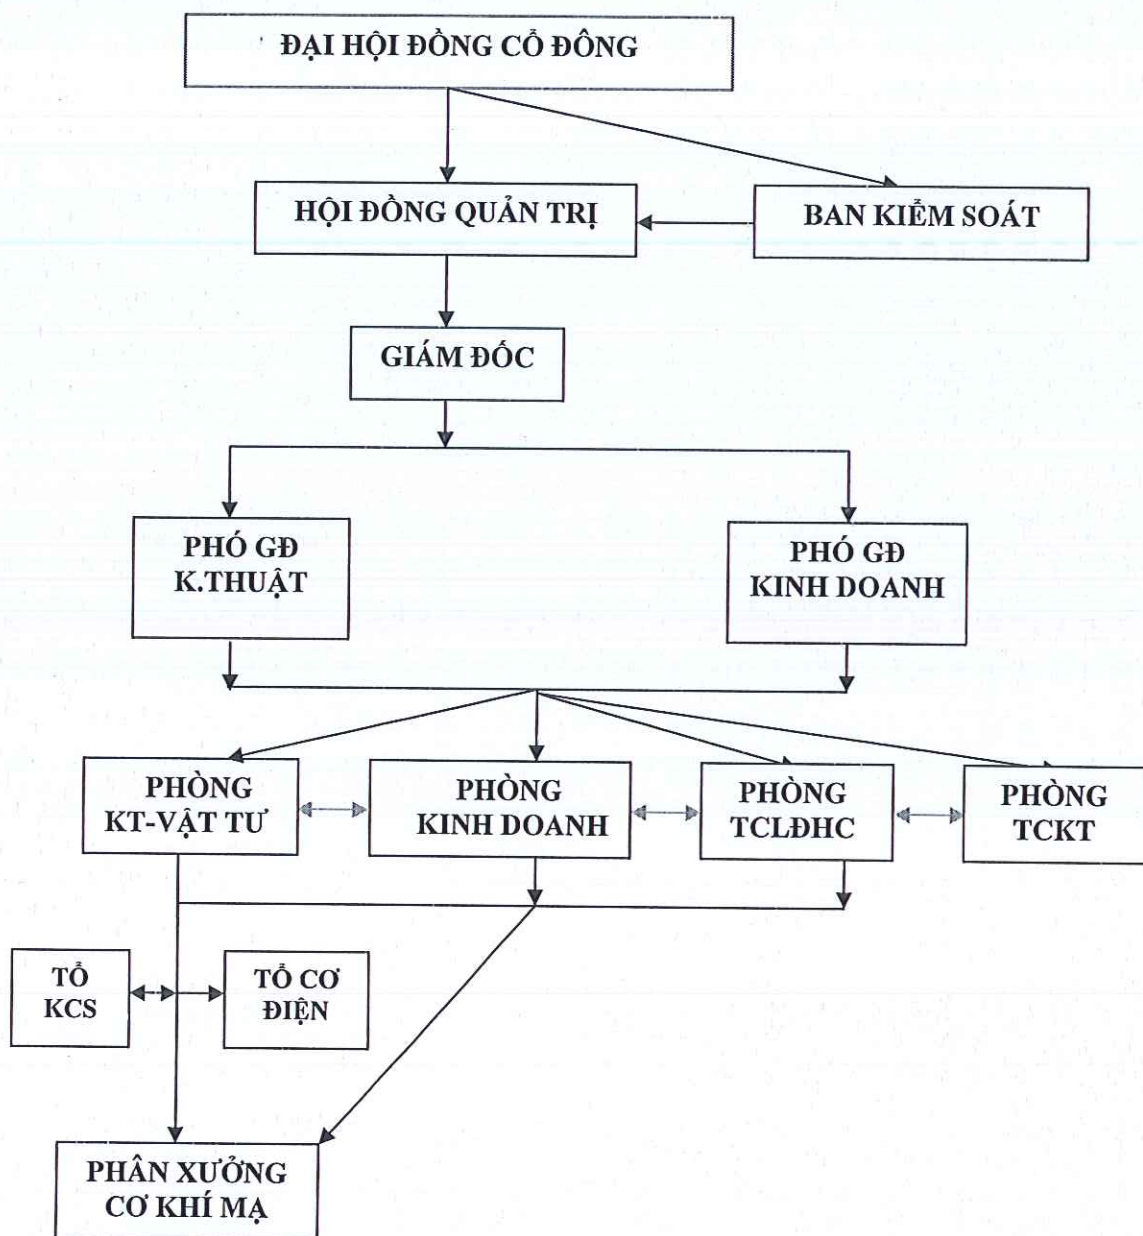 ĐẠI HỘI ĐỒNG CỔ ĐÔNG
HỘI ĐỒNG QUẢN TRỊ
BAN KIỂM SOÁT
GIÁM ĐỐC
PHÓ GĐ
K.THUẬT
PHÓ GĐ
KINH DOANH
PHÒNG
KT-VẬT TƯ
PHÒNG
KINH DOANH
PHÒNG
TCLĐHC
PHÒNG
TCKT
TỔ
KCS
TỔ CƠ
ĐIỆN
PHÂN XƯỞNG
CƠ KHÍ MẠ